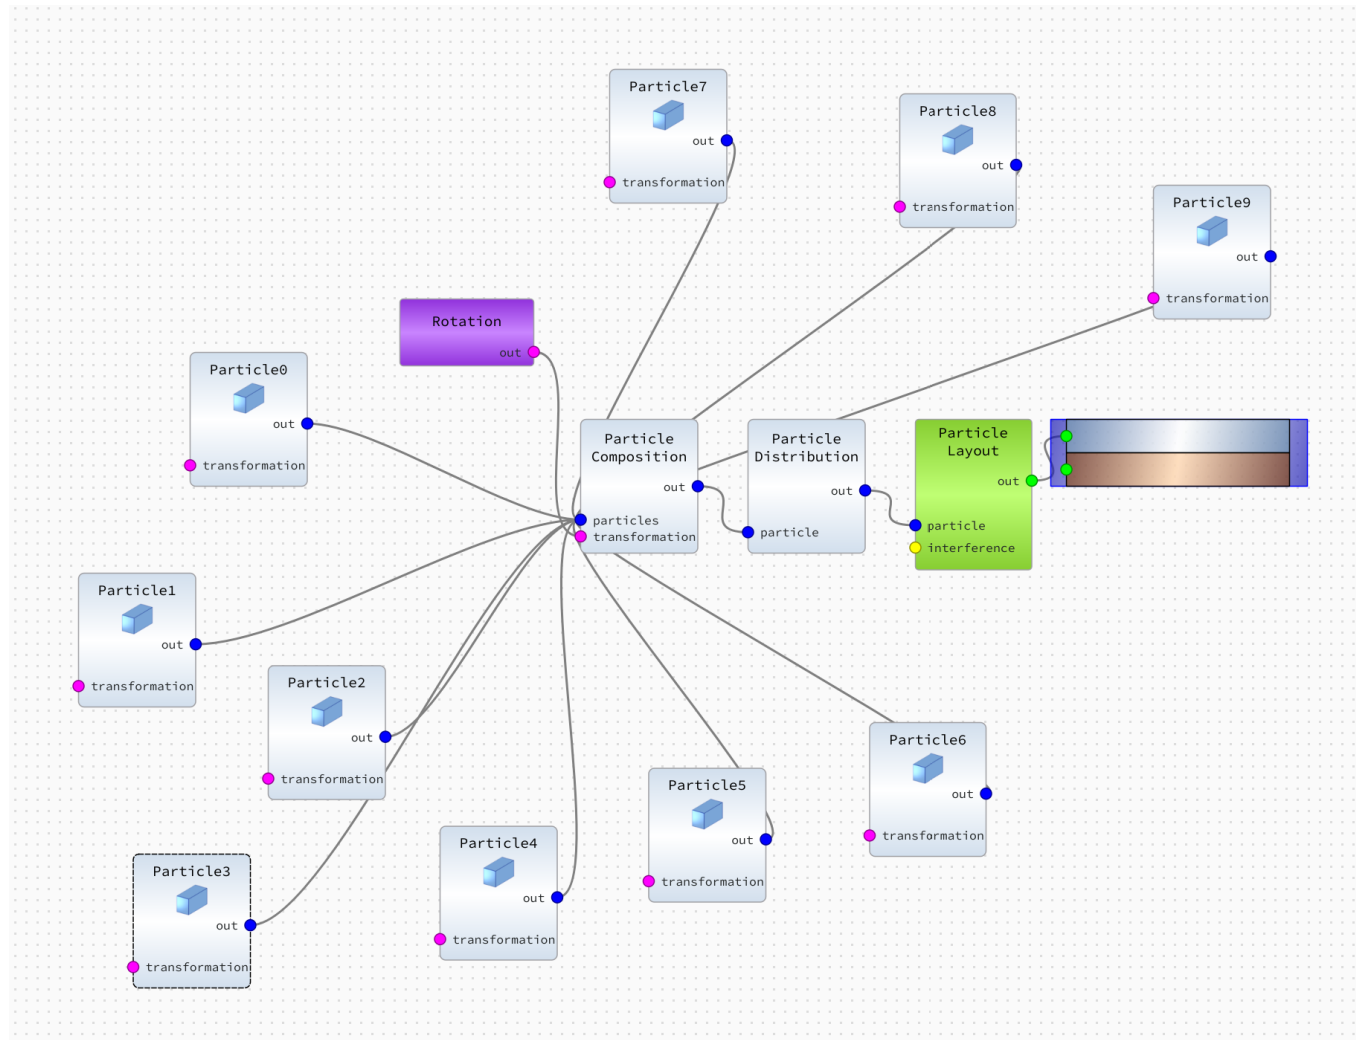 Particle7
out
transformation
Particle8
out
transformation
Particle9
out
transformation
Rotation
out
Particle0
out
transformation
Particle
Composition
out
particles
transformation
Particle
Distribution
out
particle
Particle
Layout
out
particle
interference
Particle1
out
transformation
Particle2
out
transformation
Particle3
out
transformation
Particle4
out
transformation
Particle5
out
transformation
Particle6
out
transformation